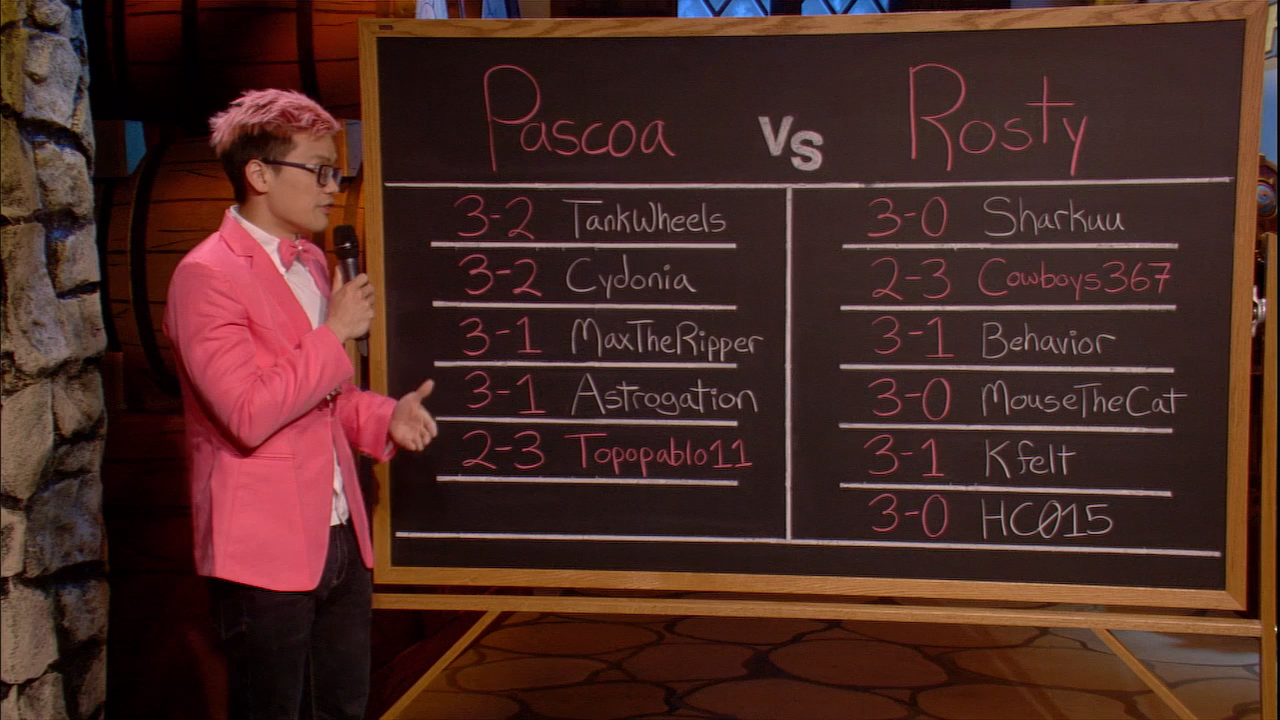 Pascoa vs Rosty
3-2 TankWheels
3-2 Cydonia
3-1 MaxTheRipper
3-1 Astrogation
2-3 Topopablo11
3-0 Sharkuu
2-3 Cowboys367
3-1 Behavior
3-0 MouseTheCat
3-1 Kfelt
3-0 HC015